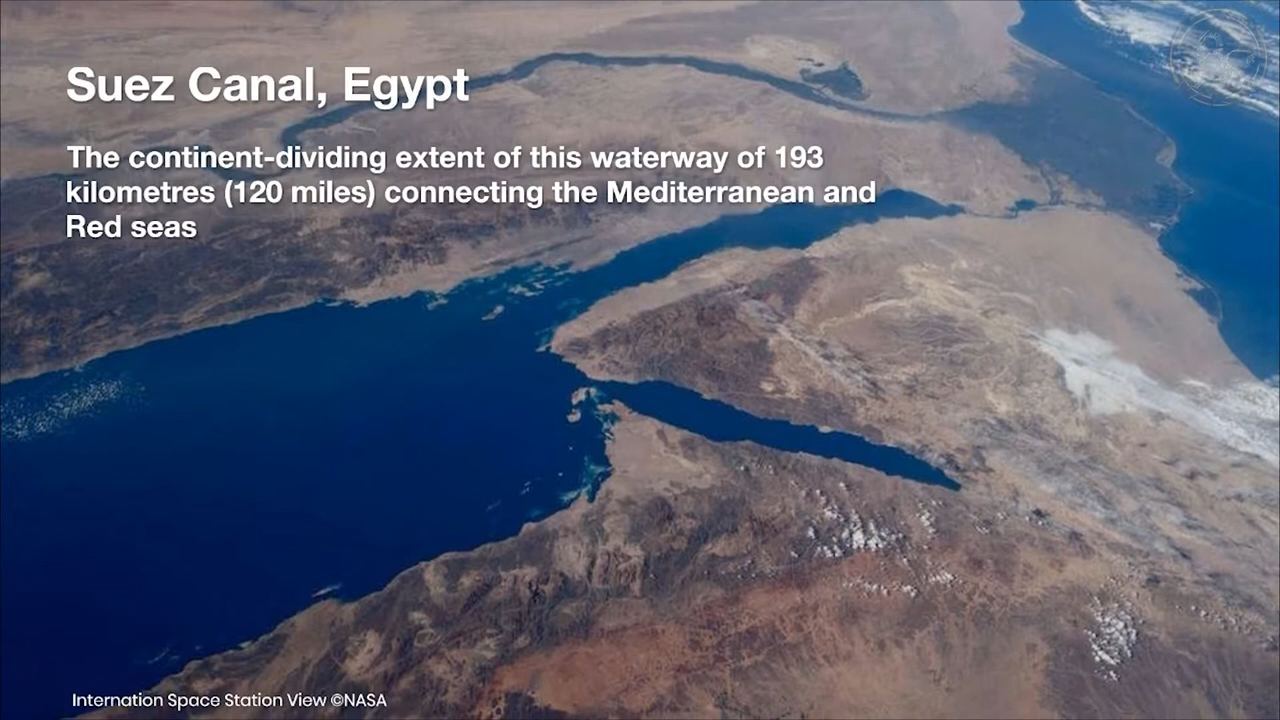 Suez Canal, Egypt
The continent-dividing extent of this waterway of 193
kilometres (120 miles) connecting the Mediterranean and
Red seas
Internation Space Station View ©NASA